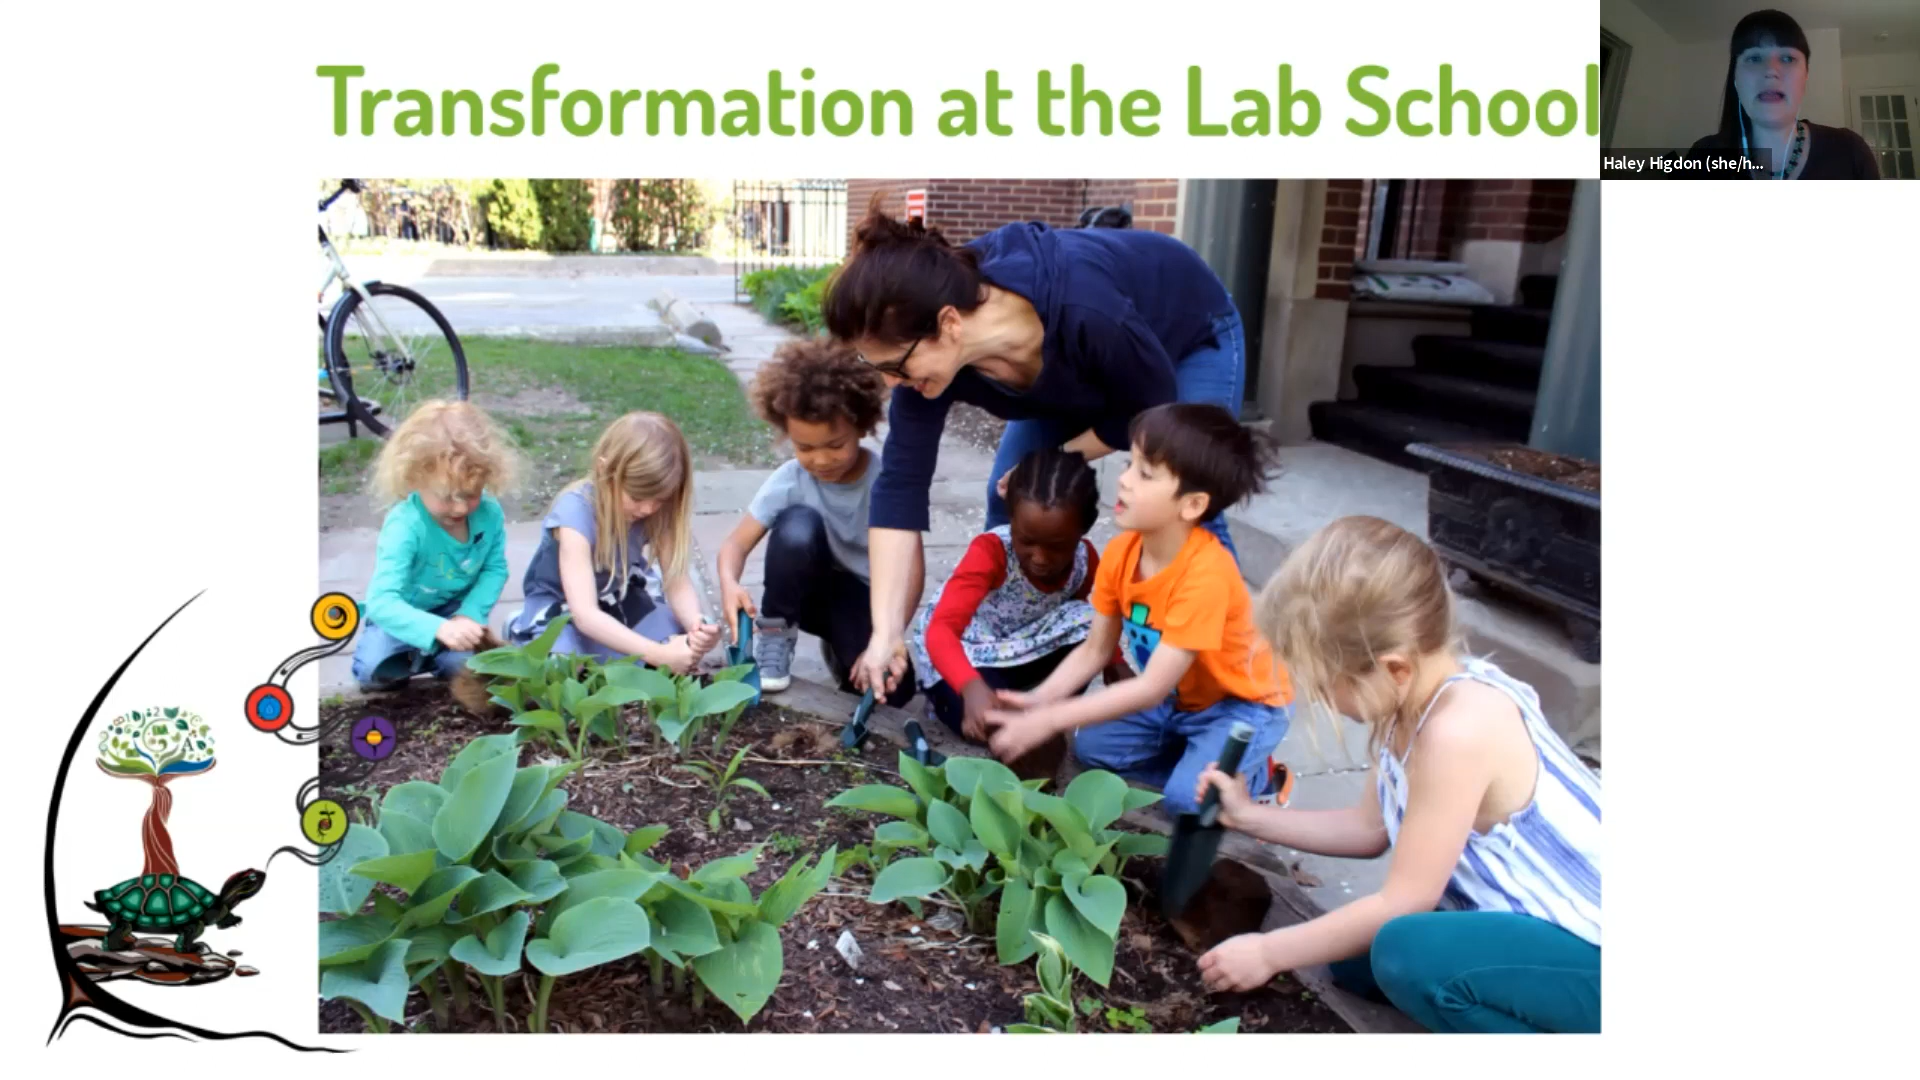 Transformation at the Lab School
Haley Higdon (she/h...